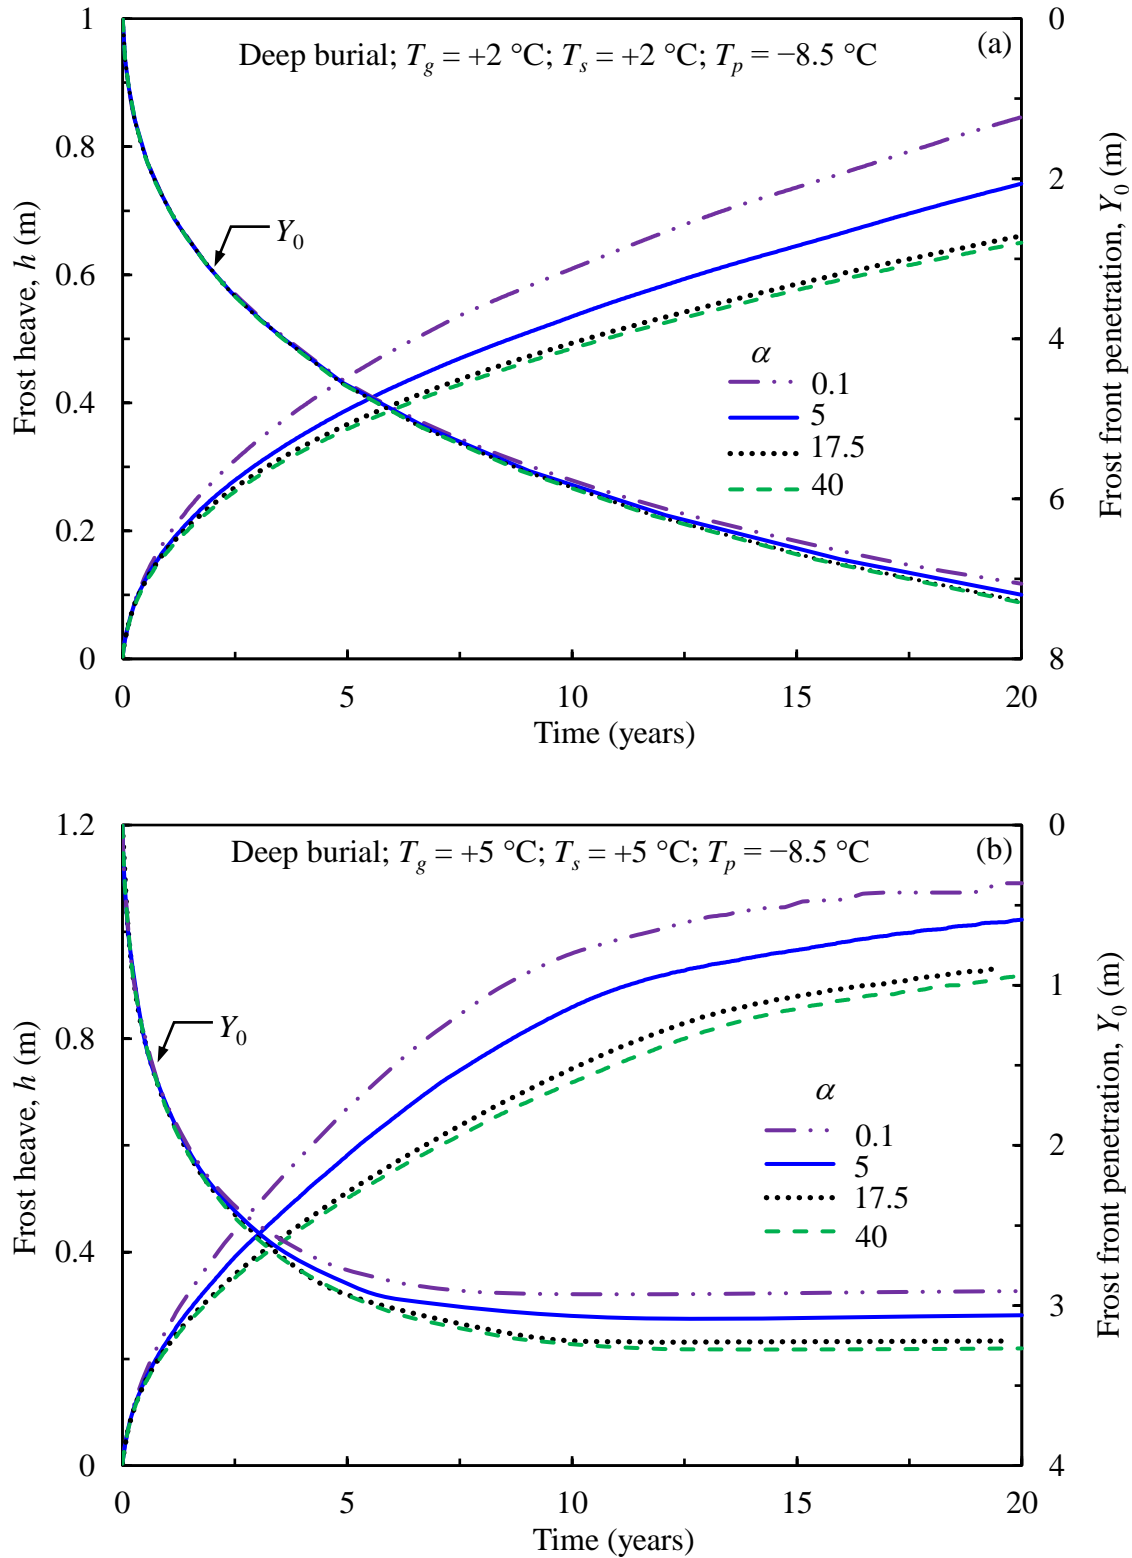 Deep burial; T_g = +2 °C; T_s = +2 °C; T_p = −8.5 °C
(a)
Frost heave, h (m)
1
0.8
0.6
0.4
0.2
0
Y_0
α
0.1
5
17.5
40
0
2
4
6
8
Frost front penetration, Y_0 (m)
0
5
10
15
20
Time (years)
Deep burial; T_g = +5 °C; T_s = +5 °C; T_p = −8.5 °C
(b)
Frost heave, h (m)
1.2
0.8
0.4
0
Y_0
α
0.1
5
17.5
40
0
1
2
3
4
Frost front penetration, Y_0 (m)
0
5
10
15
20
Time (years)